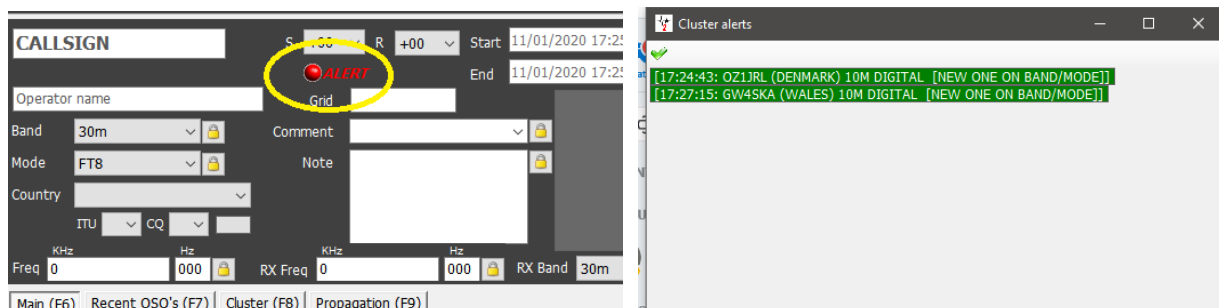 CALLSIGN
S +00 R +00 Start 11/01/2020 17:25
ALERT End 11/01/2020 17:25
Operator name
Grid
Band 30m Comment
Mode FT8 Note
Country
ITU CQ
KHz Hz KHz Hz
Freq 0 000 RX Freq 0 000 RX Band 30m
Main (F6) Recent QSO's (F7) Cluster (F8) Propagation (F9)
Cluster alerts
[17:24:43: OZ1JRL (DENMARK) 10M DIGITAL [NEW ONE ON BAND/MODE]]
[17:27:15: GW4SKA (WALES) 10M DIGITAL [NEW ONE ON BAND/MODE]]